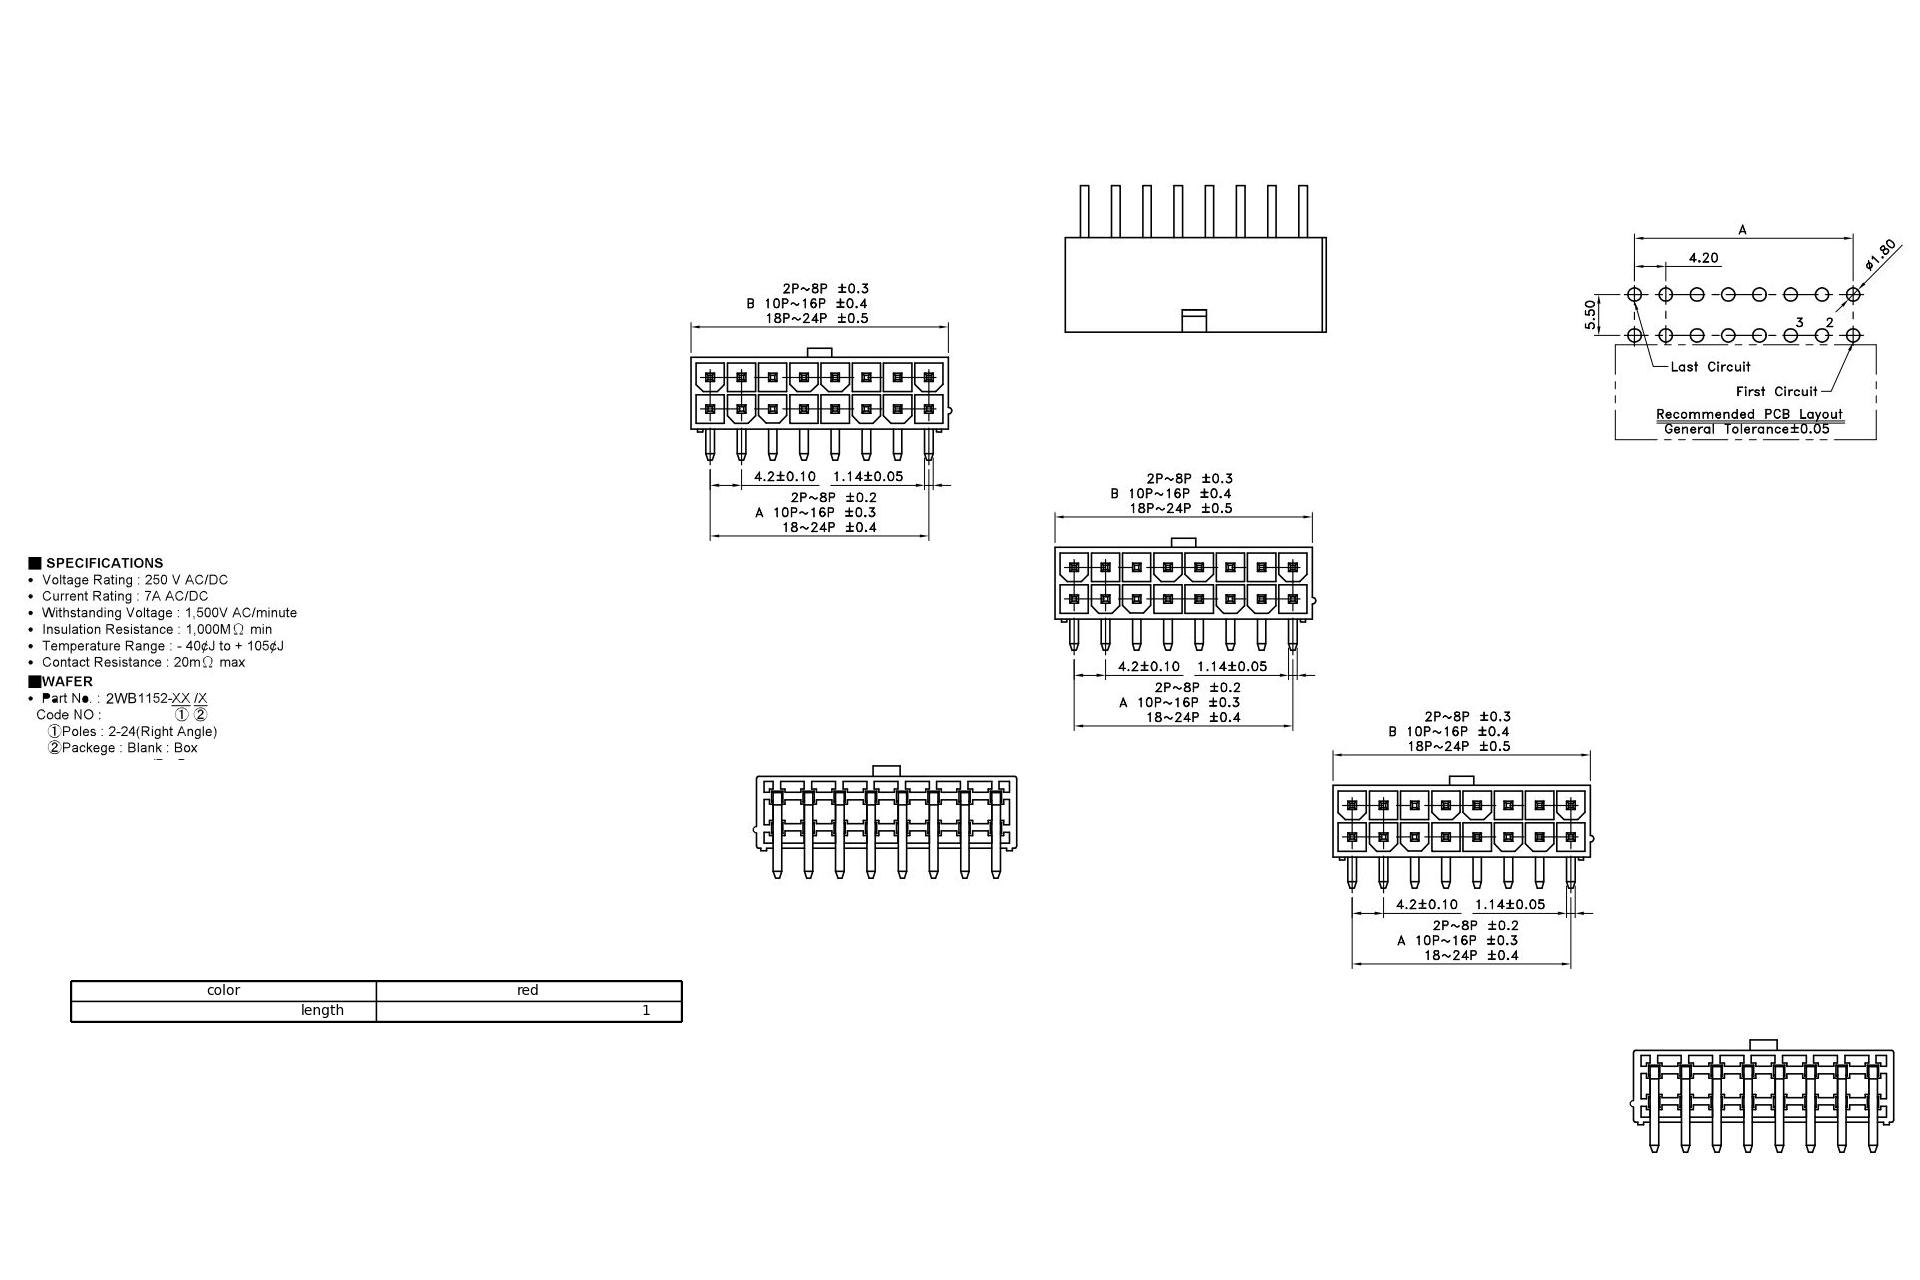 ■ SPECIFICATIONS
• Voltage Rating : 250 V AC/DC
• Current Rating : 7A AC/DC
• Withstanding Voltage : 1,500V AC/minute
• Insulation Resistance : 1,000MΩ min
• Temperature Range : - 40¢J to + 105¢J
• Contact Resistance : 20mΩ max
■WAFER
• Part No. : 2WB1152-XX /X
Code NO : ① ②
①Poles : 2-24(Right Angle)
②Packege : Blank : Box
color red
length 1
2P~8P ±0.3
B 10P~16P ±0.4
18P~24P ±0.5
4.2±0.10 1.14±0.05
2P~8P ±0.2
A 10P~16P ±0.3
18~24P ±0.4
2P~8P ±0.3
B 10P~16P ±0.4
18P~24P ±0.5
4.2±0.10 1.14±0.05
2P~8P ±0.2
A 10P~16P ±0.3
18~24P ±0.4
2P~8P ±0.3
B 10P~16P ±0.4
18P~24P ±0.5
4.2±0.10 1.14±0.05
2P~8P ±0.2
A 10P~16P ±0.3
18~24P ±0.4
A
4.20
ø1.80
5.50
3 2
Last Circuit
First Circuit
Recommended PCB Layout
General Tolerance±0.05